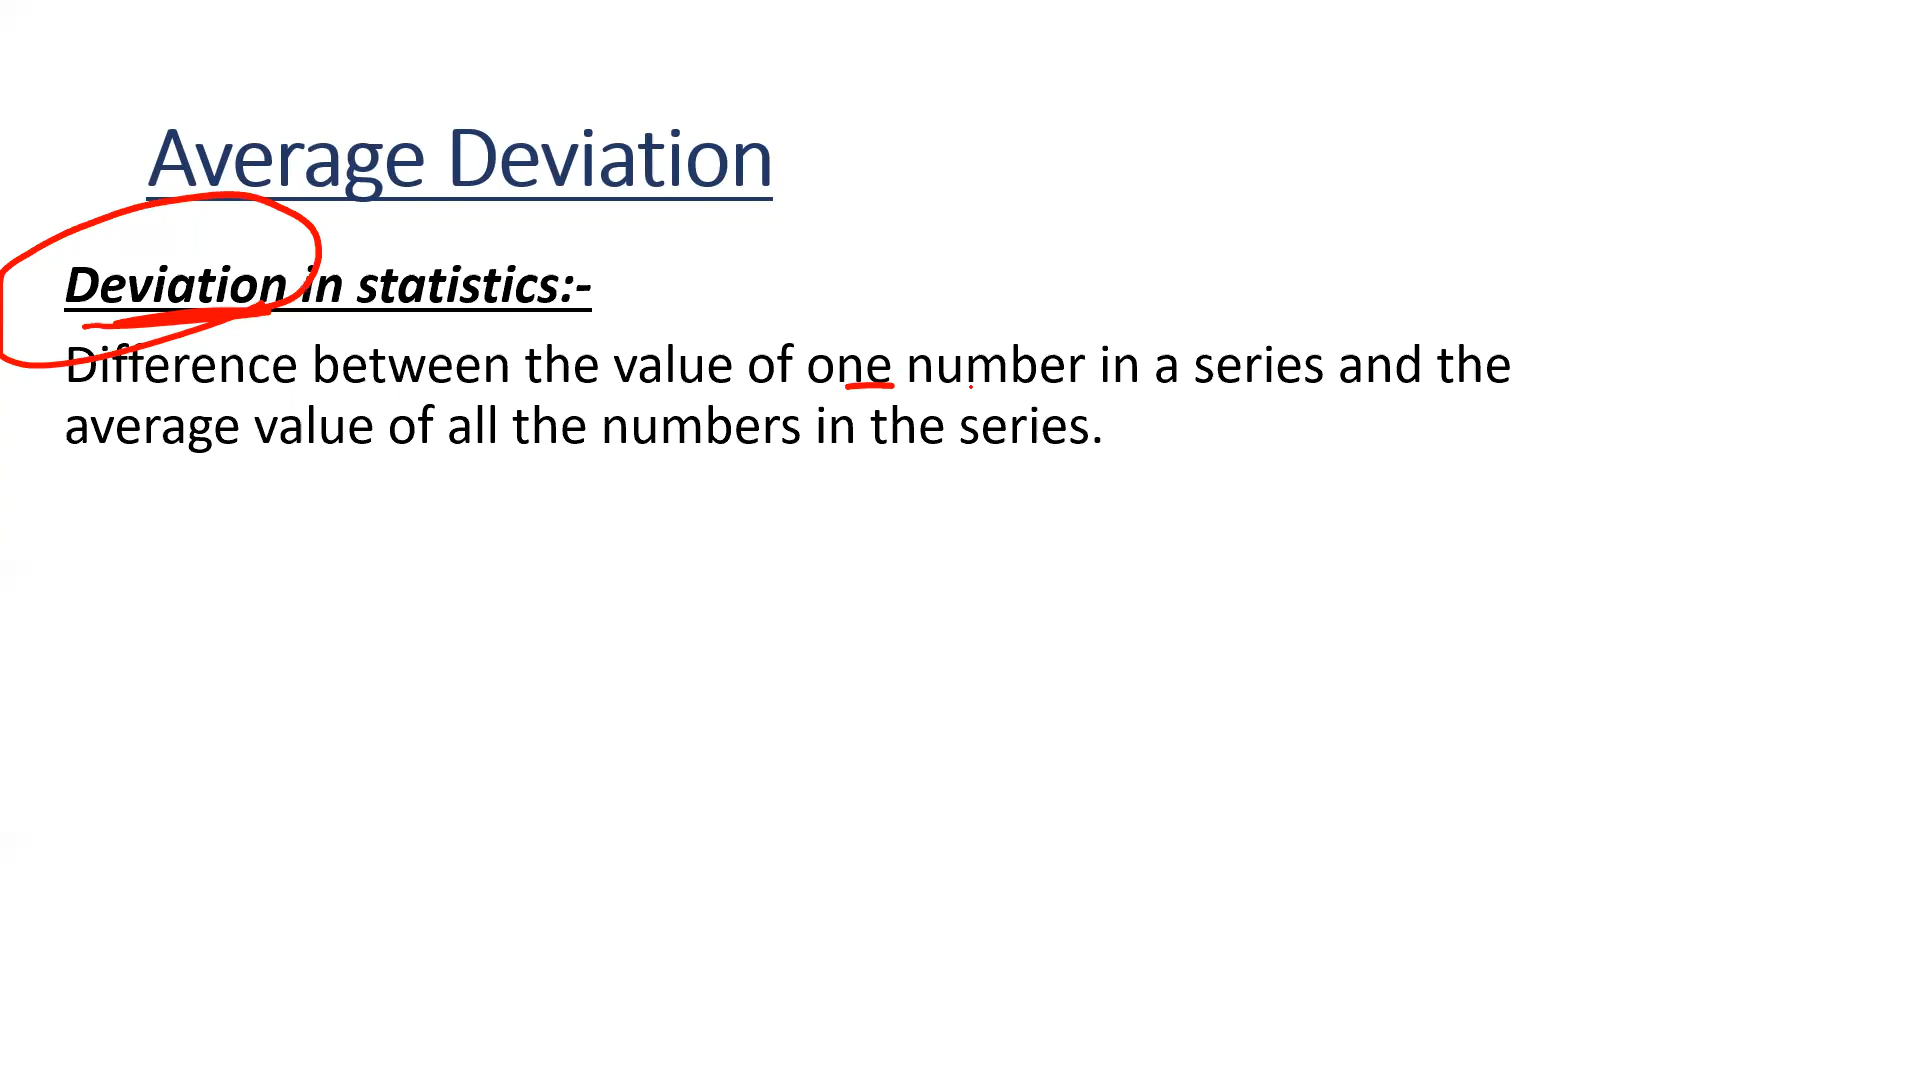 Average Deviation
Deviation in statistics:-
Difference between the value of one number in a series and the
average value of all the numbers in the series.